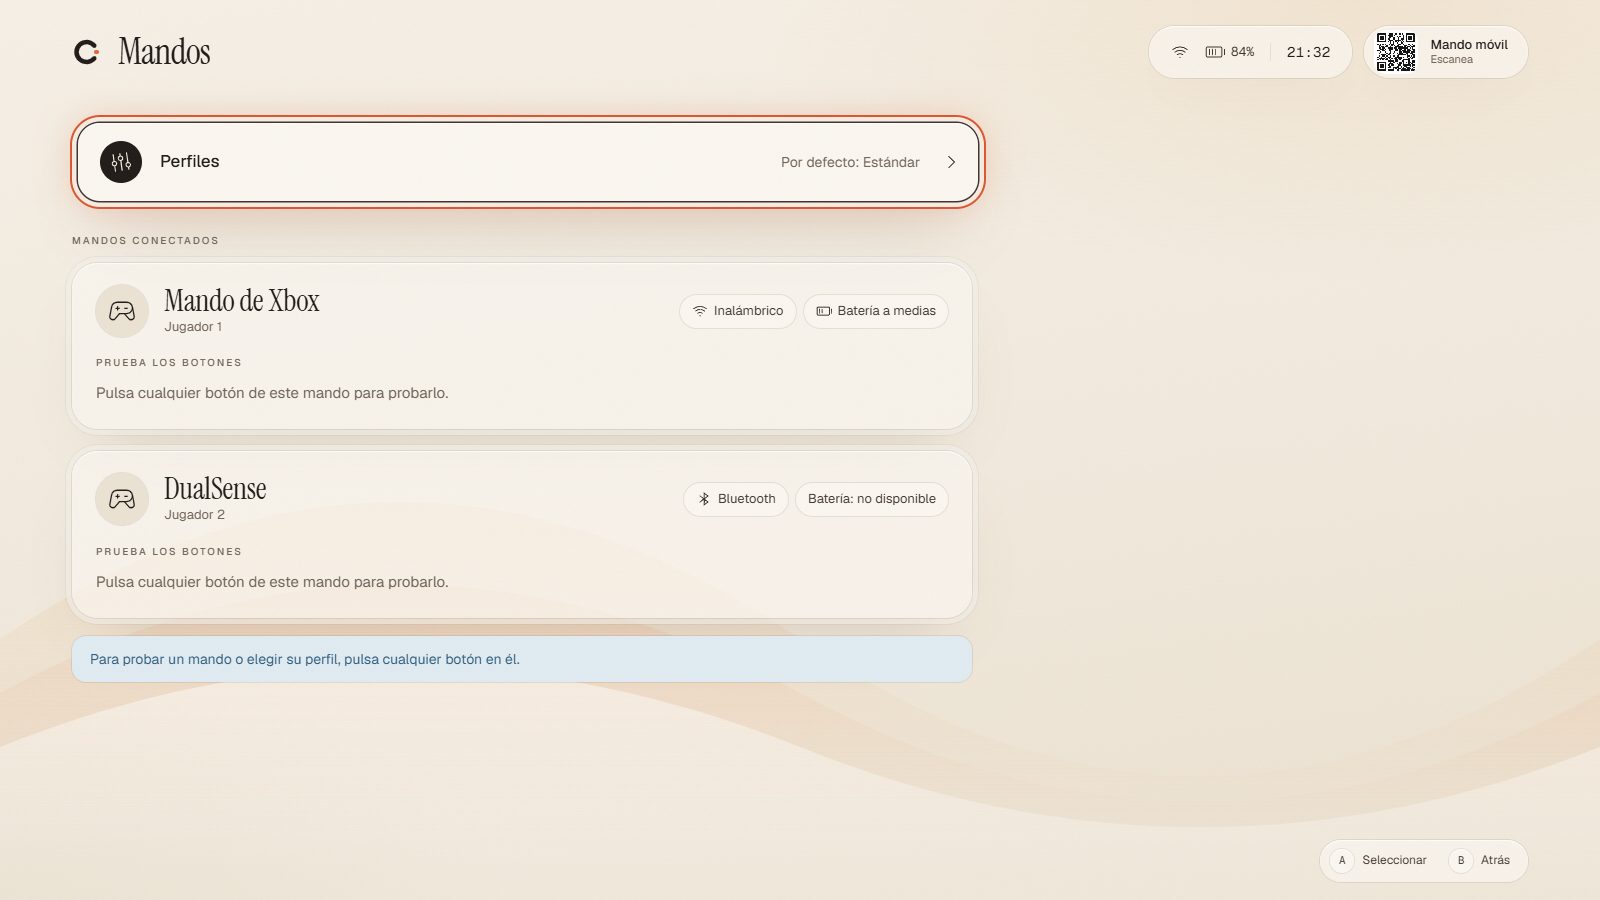 Mandos
84%
21:32
Mando móvil
Escanea
Perfiles
Por defecto: Estándar
MANDOS CONECTADOS
Mando de Xbox
Jugador 1
Inalámbrico
Batería a medias
PRUEBA LOS BOTONES
Pulsa cualquier botón de este mando para probarlo.
DualSense
Jugador 2
Bluetooth
Batería: no disponible
PRUEBA LOS BOTONES
Pulsa cualquier botón de este mando para probarlo.
Para probar un mando o elegir su perfil, pulsa cualquier botón en él.
A Seleccionar
B Atrás